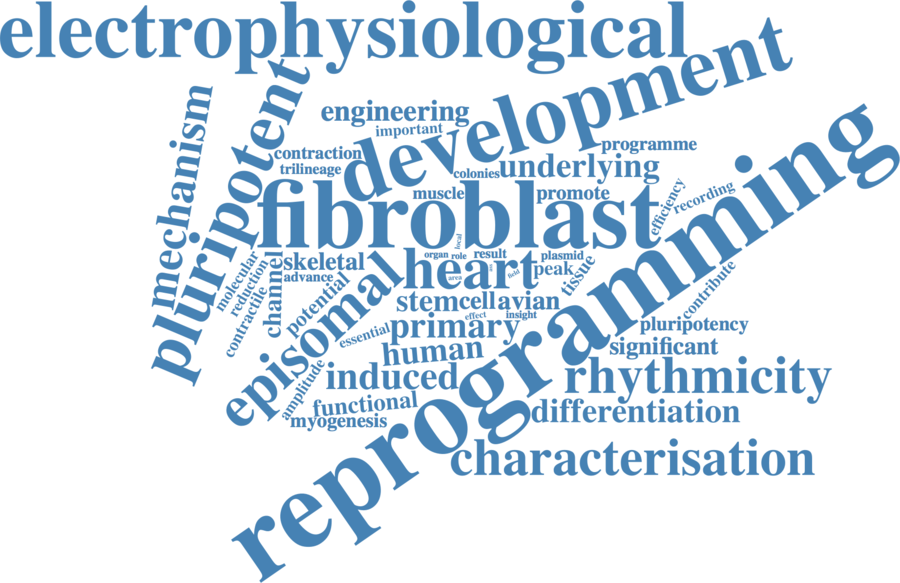 electrophysiological
development
pluripotent
mechanism
engineering
important
programme
contraction
trilineage
colonies
underlying
reprogramming
muscle
promote
fibroblast
efficiency
recording
local
organ
role
result
plasmid
skeletal
heart
peak
tissue
molecular
reduction
contractile
channel
advance
area
field
potential
episomal
stemcell
avian
contribute
effect
insight
essential
primary
pluripotency
human
significant
amplitude
induced
rhythmicity
functional
differentiation
myogenesis
characterisation